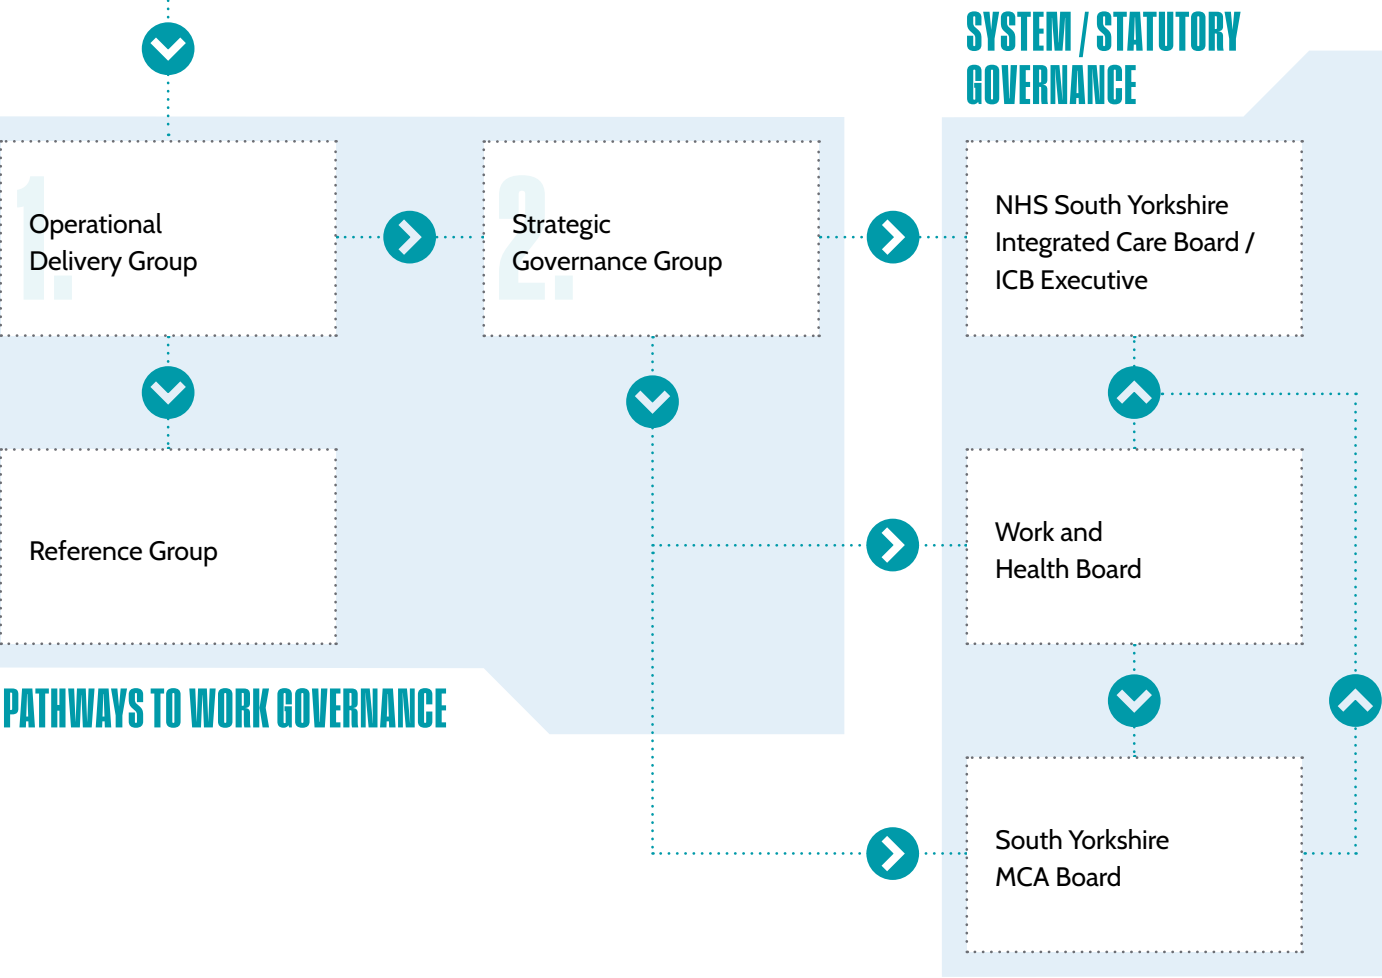 SYSTEM / STATUTORY
GOVERNANCE
1.
Operational
Delivery Group
2.
Strategic
Governance Group
NHS South Yorkshire
Integrated Care Board /
ICB Executive
Reference Group
Work and
Health Board
PATHWAYS TO WORK GOVERNANCE
South Yorkshire
MCA Board